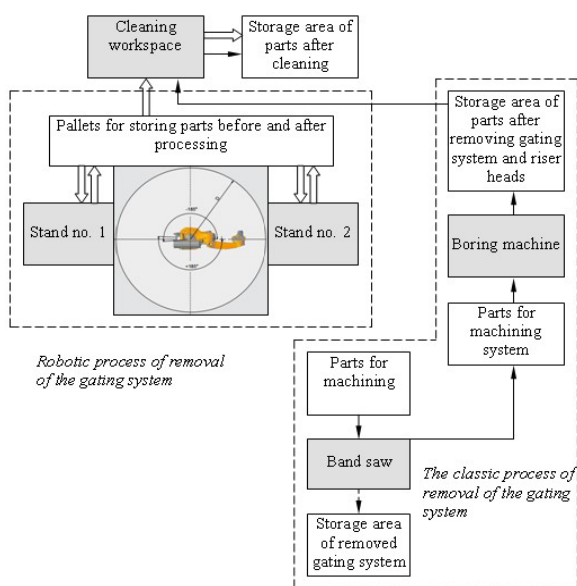 Cleaning
workspace
Storage area of
parts after
cleaning
Pallets for storing parts before and after
processing
Stand no. 1
Stand no. 2
Robotic process of removal
of the gating system
Storage area of
parts after
removing gating
system and riser
heads
Boring machine
Parts for
machining
system
Parts for
machining
Band saw
Storage area
of removed
gating system
The classic process of
removal of the gating
system